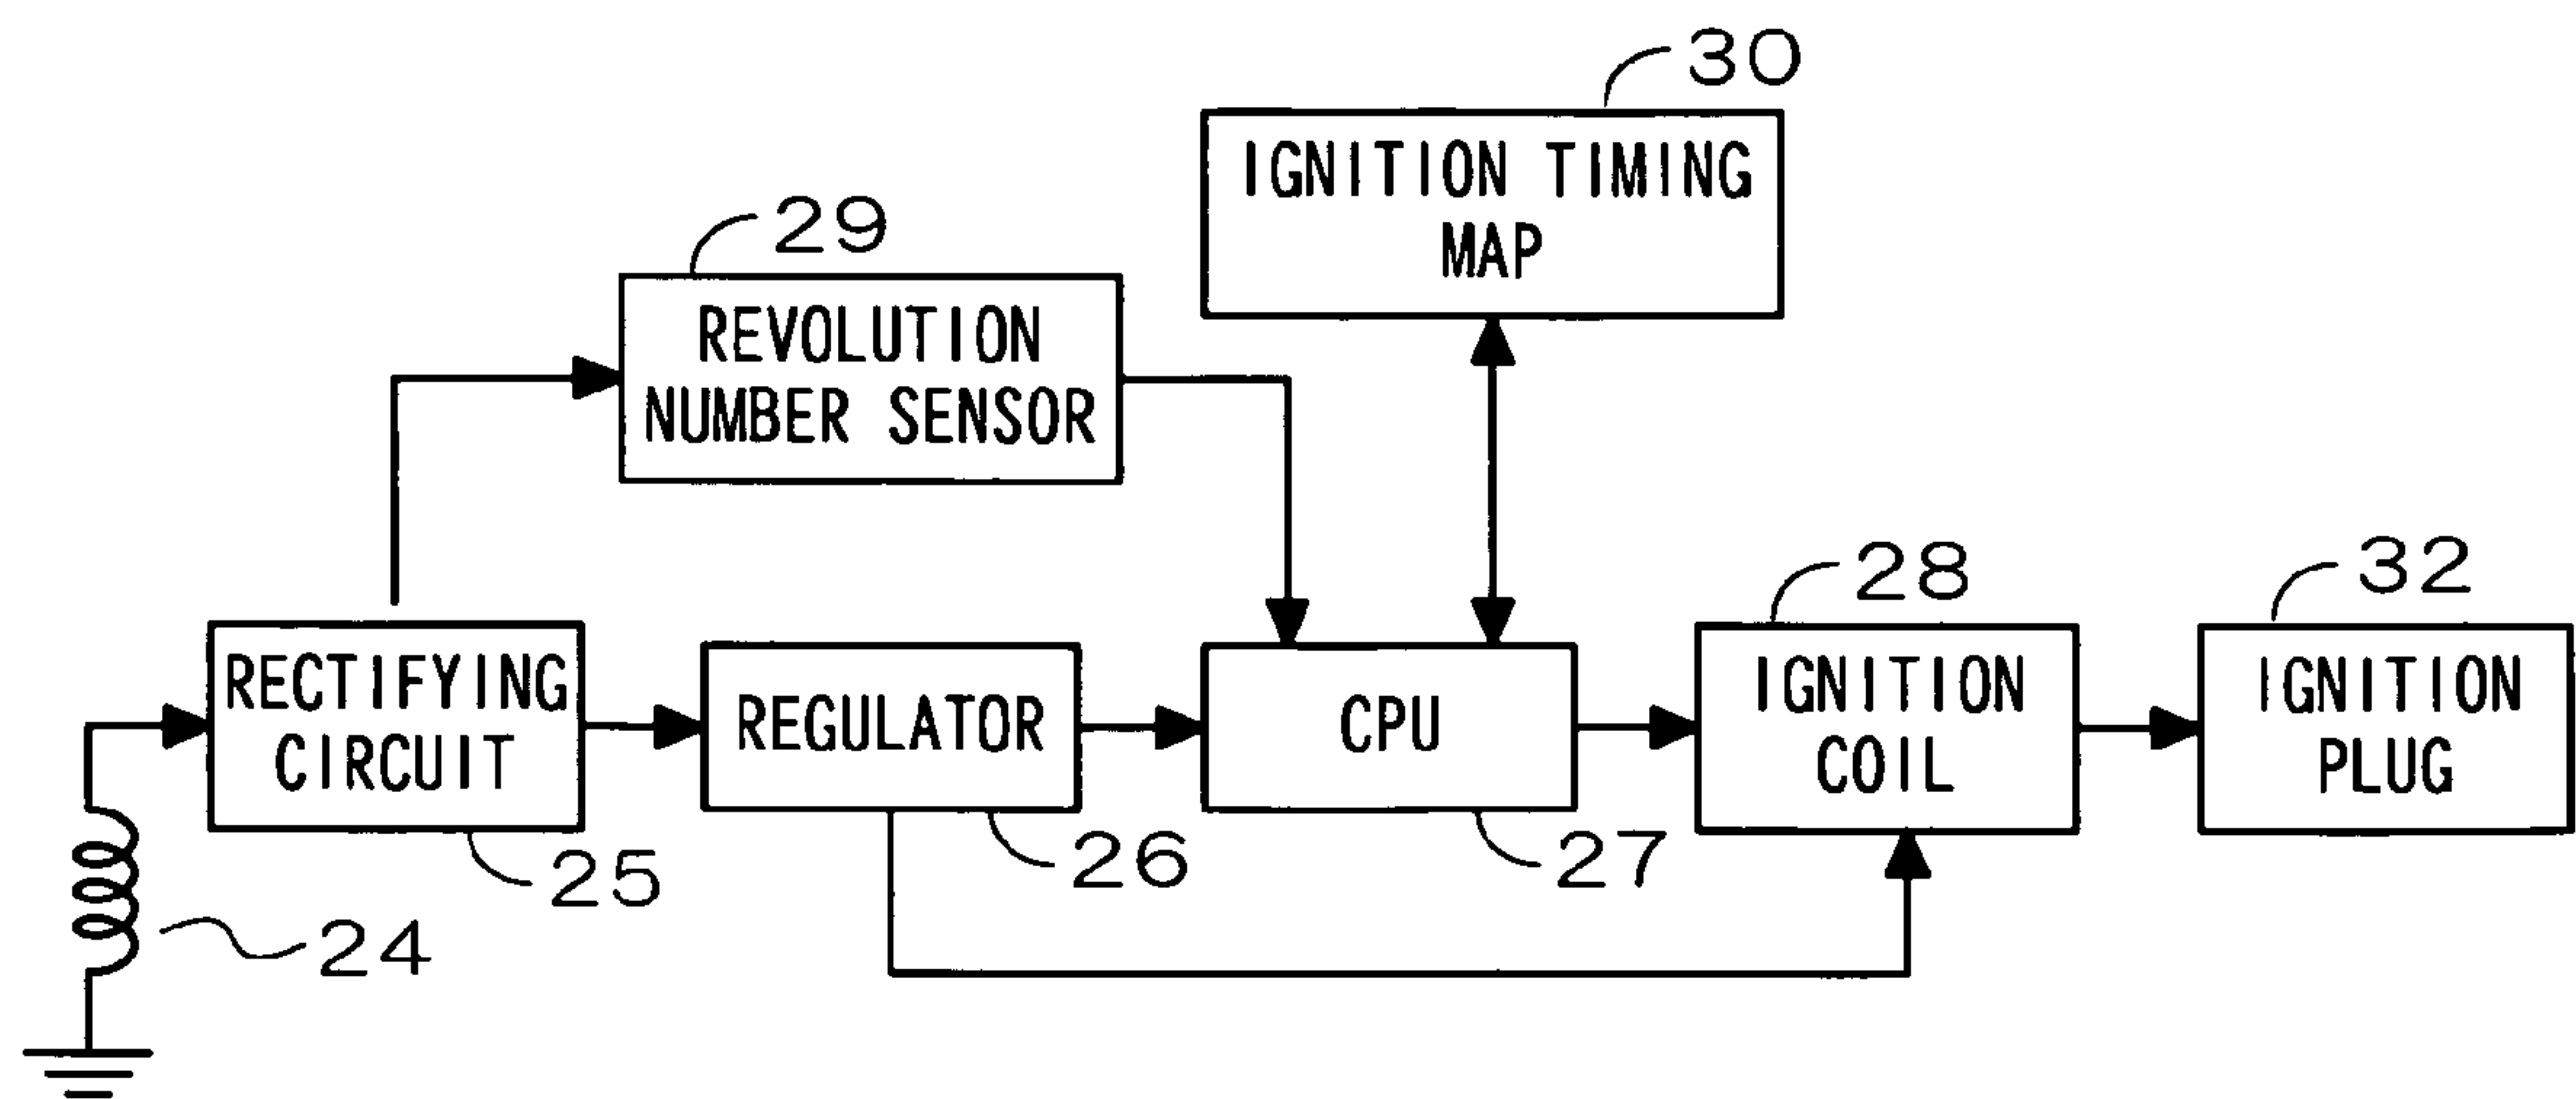 30
IGNITION TIMING
MAP
29
REVOLUTION
NUMBER SENSOR
28
32
RECTIFYING
CIRCUIT
REGULATOR
CPU
IGNITION
COIL
IGNITION
PLUG
25
26
27
24